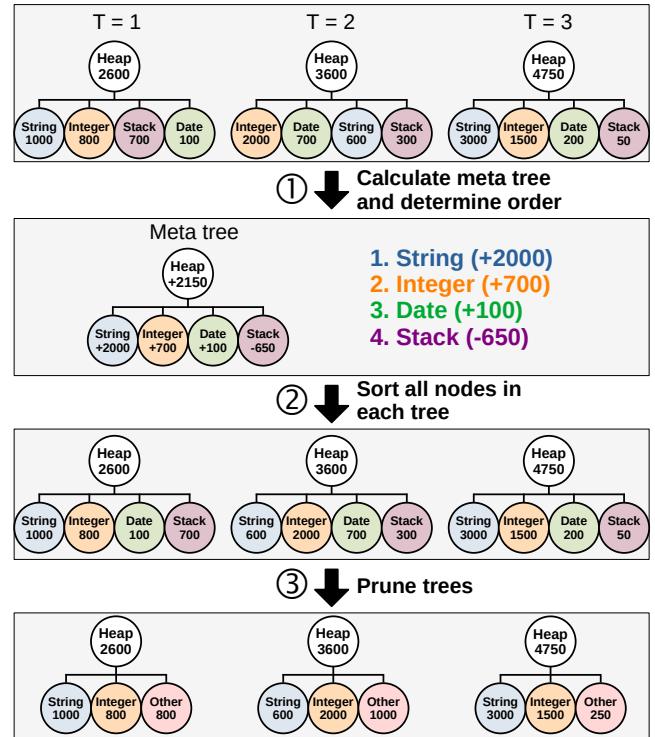 T = 1
T = 2
T = 3
Heap
2600
Heap
3600
Heap
4750
String
1000
Integer
800
Stack
700
Date
100
Integer
2000
Date
700
String
600
Stack
300
String
3000
Integer
1500
Date
200
Stack
50
① Calculate meta tree
and determine order
Meta tree
Heap
+2150
String
+2000
Integer
+700
Date
+100
Stack
-650
1. String (+2000)
2. Integer (+700)
3. Date (+100)
4. Stack (-650)
② Sort all nodes in
each tree
Heap
2600
Heap
3600
Heap
4750
String
1000
Integer
800
Date
100
Stack
700
String
600
Integer
2000
Date
700
Stack
300
String
3000
Integer
1500
Date
200
Stack
50
③ Prune trees
Heap
2600
Heap
3600
Heap
4750
String
1000
Integer
800
Other
800
String
600
Integer
2000
Other
1000
String
3000
Integer
1500
Other
250